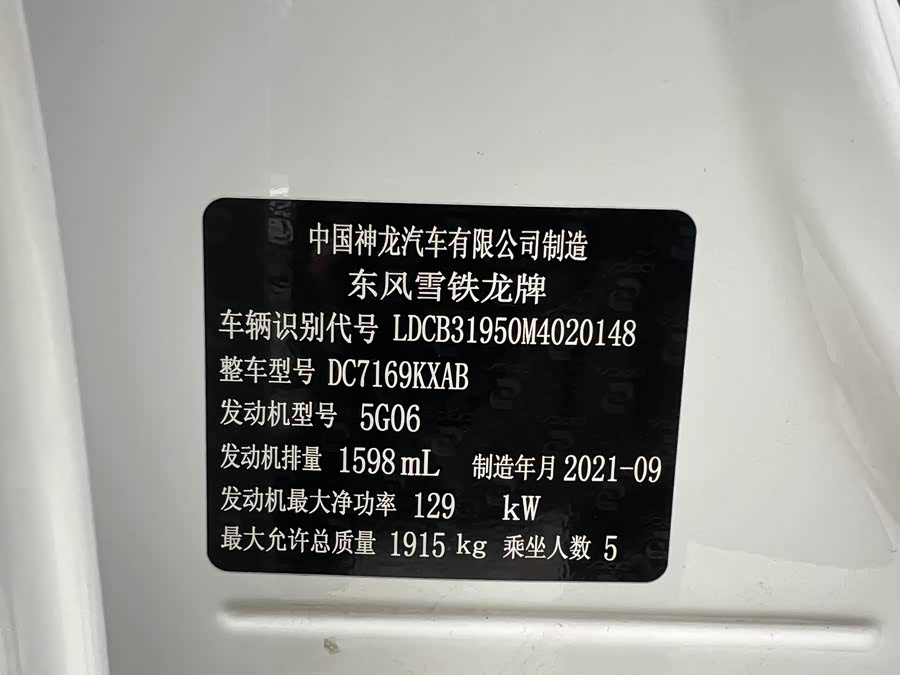 中国神龙汽车有限公司制造
东风雪铁龙牌
车辆识别代号 LDCB31950M4020148
整车型号 DC7169KXAB
发动机型号 5G06
发动机排量 1598mL 制造年月 2021-09
发动机最大净功率 129 kW
最大允许总质量 1915 kg 乘坐人数 5